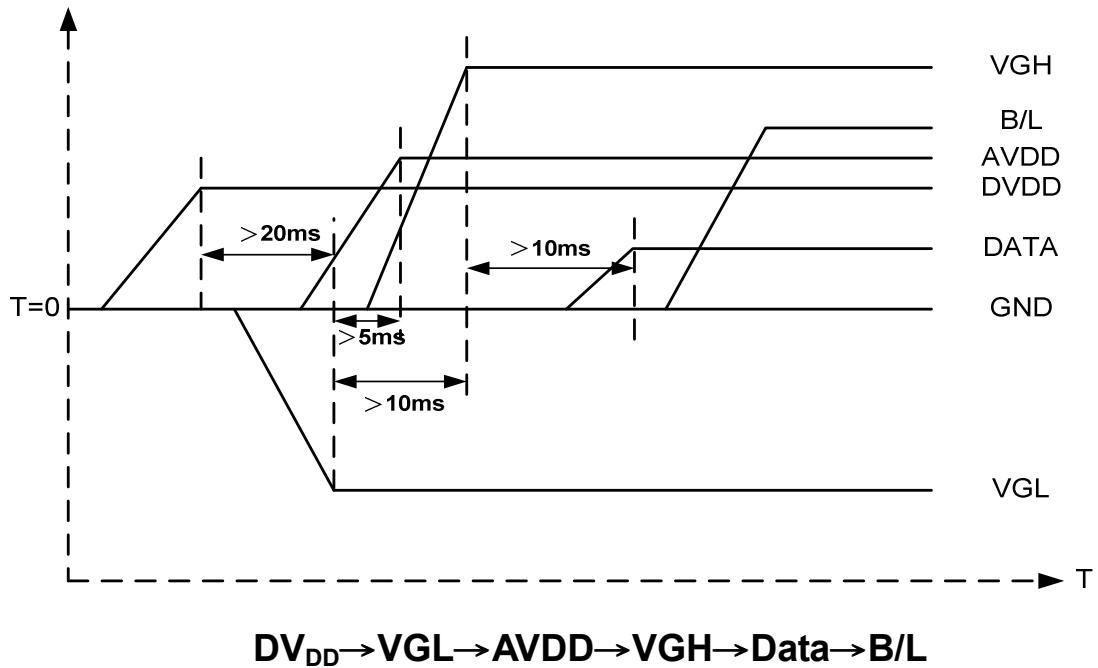 VGH
B/L
AVDD
DVDD
>20ms
>10ms
DATA
T=0
GND
>5ms
>10ms
VGL
T
DVDD→VGL→AVDD→VGH→Data→B/L